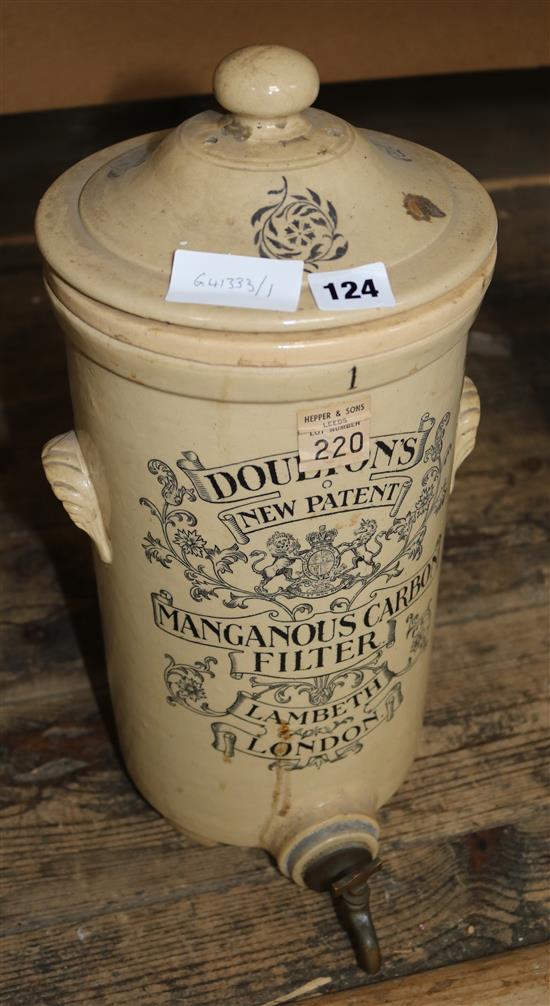 G41333/1
124
1
HEPPER & SONS
LEEDS
LOT NUMBER
220
DOULTON'S
NEW PATENT
MANGANOUS CARBON
FILTER
LAMBETH
LONDON